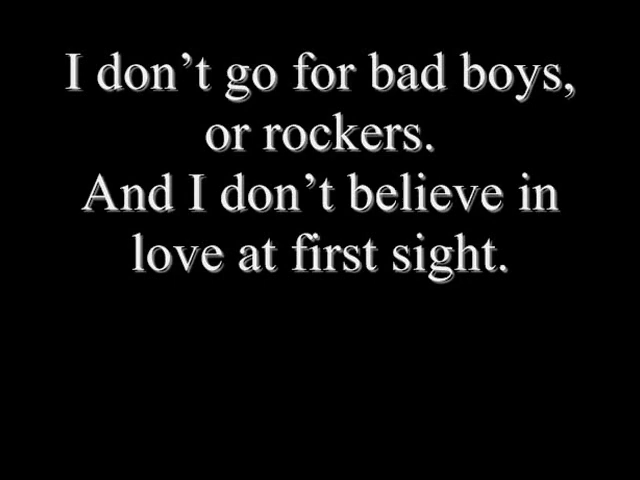 I don’t go for bad boys,
or rockers.
And I don’t believe in
love at first sight.